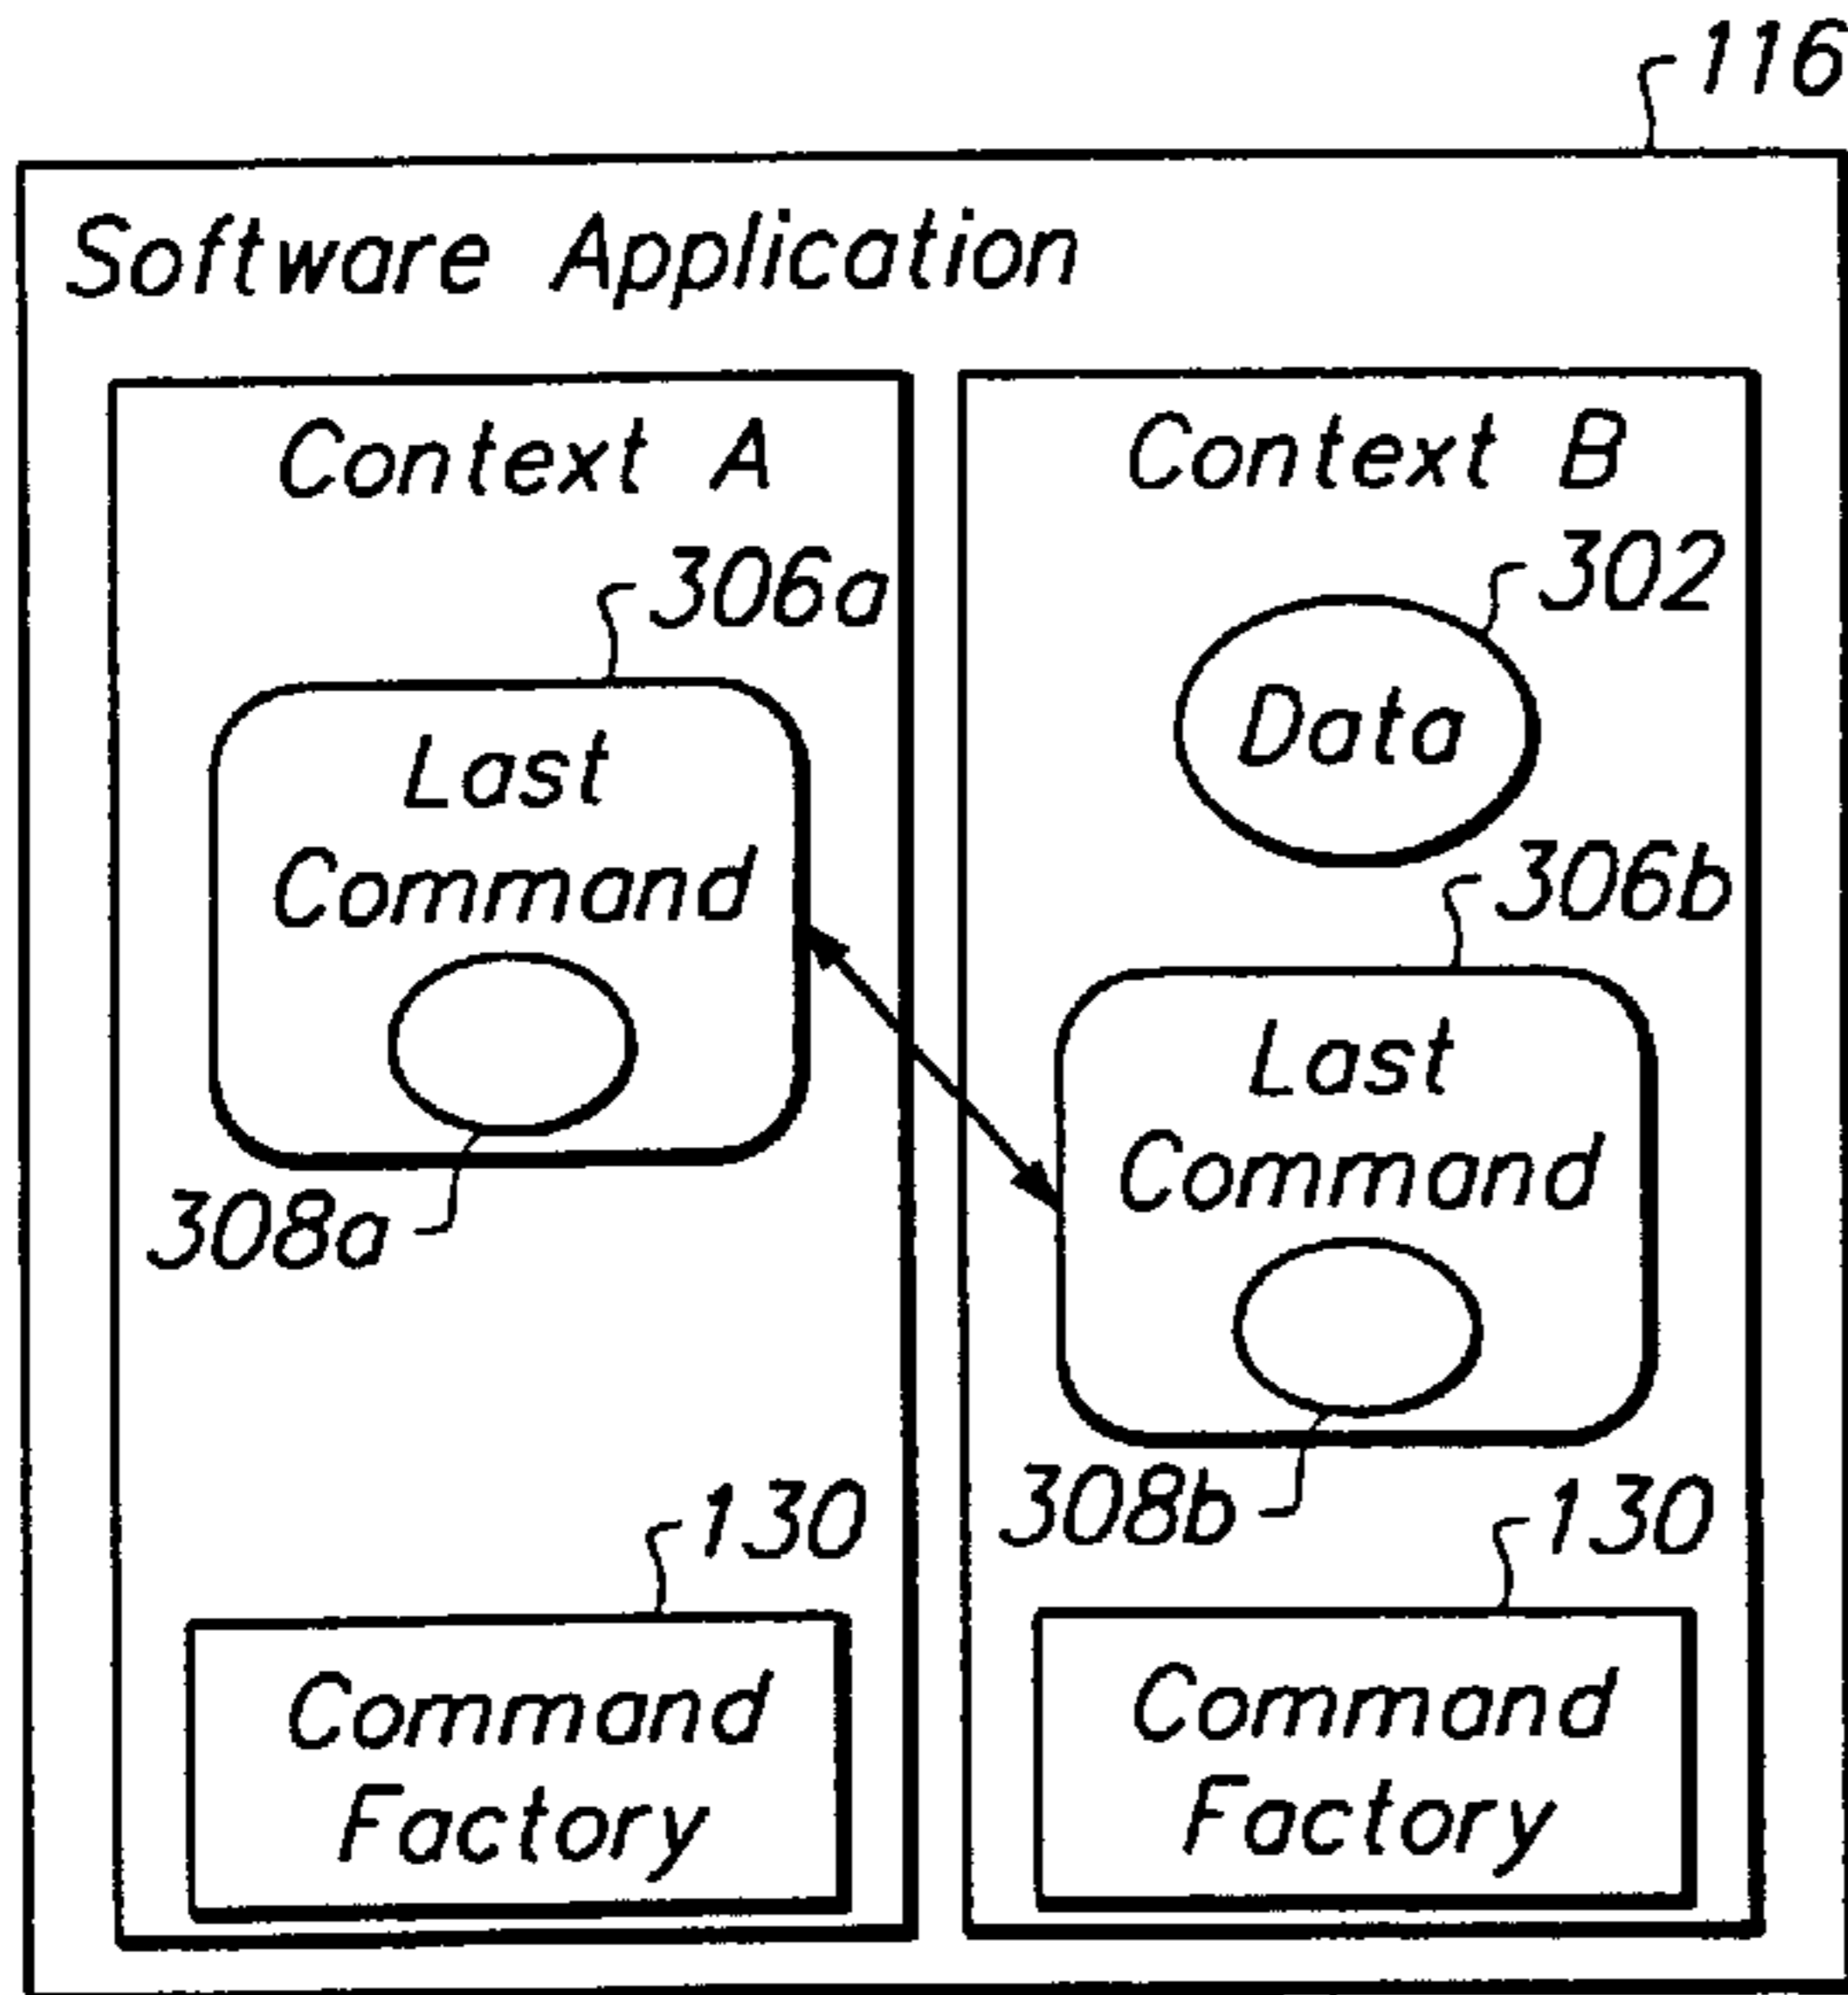 116
Software Application
Context A
306a
Last
Command
308a
130
Command
Factory
Context B
302
Data
306b
Last
Command
308b
130
Command
Factory